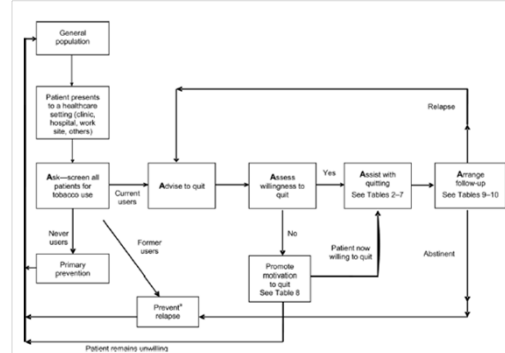 General
population
Patient presents
to a healthcare
setting (clinic,
hospital, work
site, others)
Ask—screen all
patients for
tobacco use
Current
users
Advise to quit
Assess
willingness to
quit
Yes
Assist with
quitting
See Tables 2–7
Arrange
follow-up
See Tables 9–10
Relapse
Never
users
Former
users
No
Patient now
willing to quit
Abstinent
Primary
prevention
Promote
motivation
to quit
See Table 8
Prevent
relapse
Patient remains unwilling